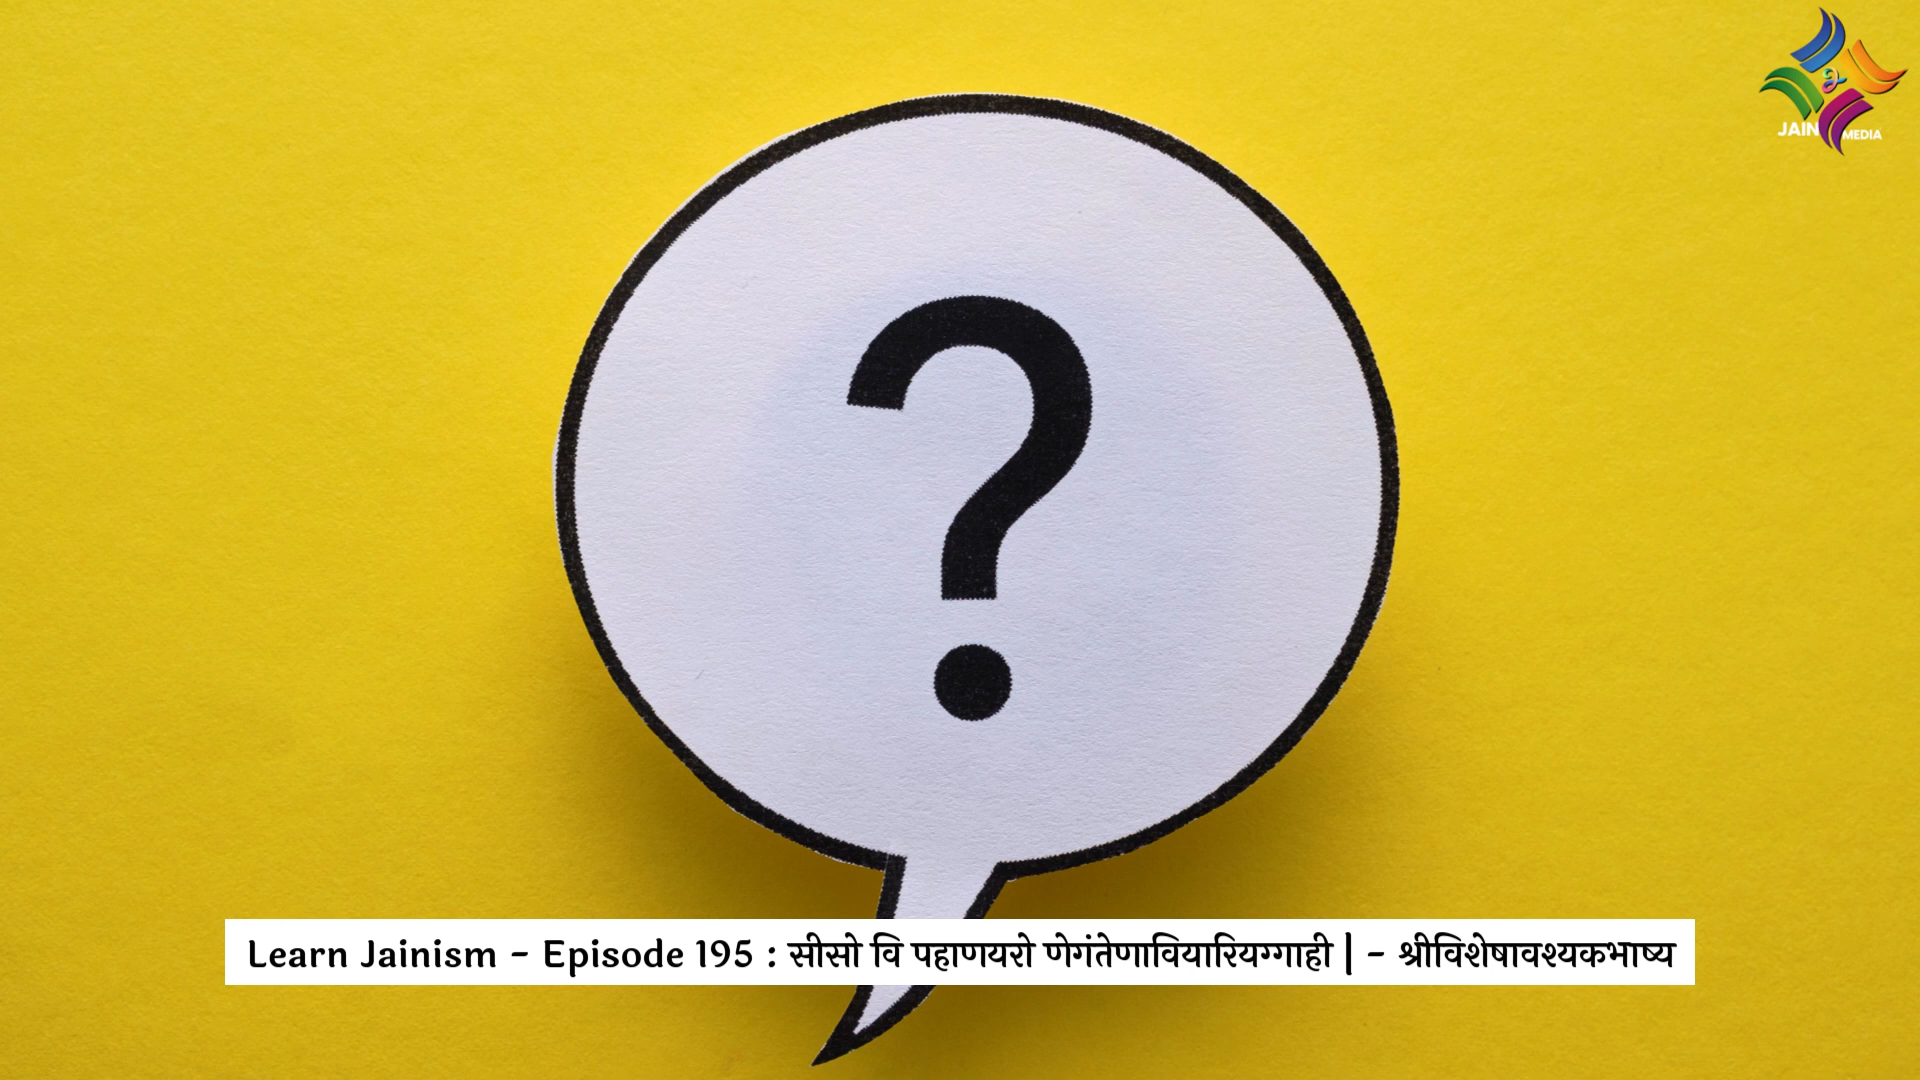 JAIN MEDIA
?
Learn Jainism - Episode 195 : सीसो वि पहाणयरो णेगंतेणावियारियग्गाही | - श्रीविशेषावश्यकभाष्य